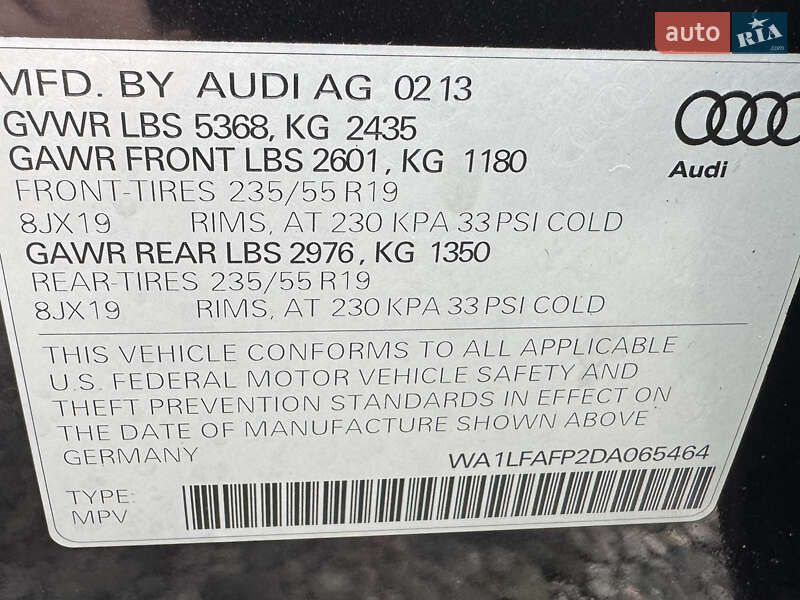 auto RIA.com
MFD. BY AUDI AG 0213
GVWR LBS 5368, KG 2435
GAWR FRONT LBS 2601, KG 1180
Audi
FRONT-TIRES 235/55 R19
8JX19 RIMS, AT 230 KPA 33 PSI COLD
GAWR REAR LBS 2976, KG 1350
REAR-TIRES 235/55 R19
8JX19 RIMS, AT 230 KPA 33 PSI COLD
THIS VEHICLE CONFORMS TO ALL APPLICABLE
U.S. FEDERAL MOTOR VEHICLE SAFETY AND
THEFT PREVENTION STANDARDS IN EFFECT ON
THE DATE OF MANUFACTURE SHOWN ABOVE
GERMANY WA1LFAFP2DA065464
TYPE:
MPV